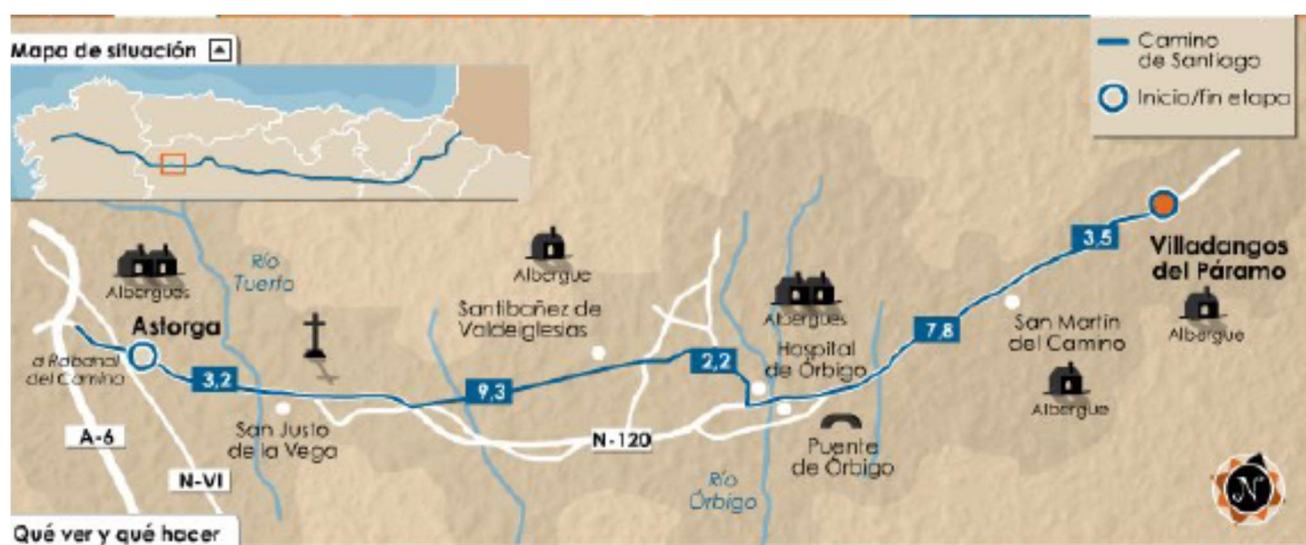 Mapa de situación
Camino
de Santiago
Inicio/fin etapa
3,5
Villadangos
del Páramo
Albergue
Río
Tuerto
Albergues
Albergue
Santibañez de
Valdeiglesias
Astorga
a Rabanal
del Camino
3,2
9,3
2,2
Albergues
Hospital
de Órbigo
7,8
San Martín
del Camino
Albergue
San Justo
de la Vega
A-6
N-VI
N-120
Puente
de Órbigo
Río
Órbigo
N
Qué ver y qué hacer